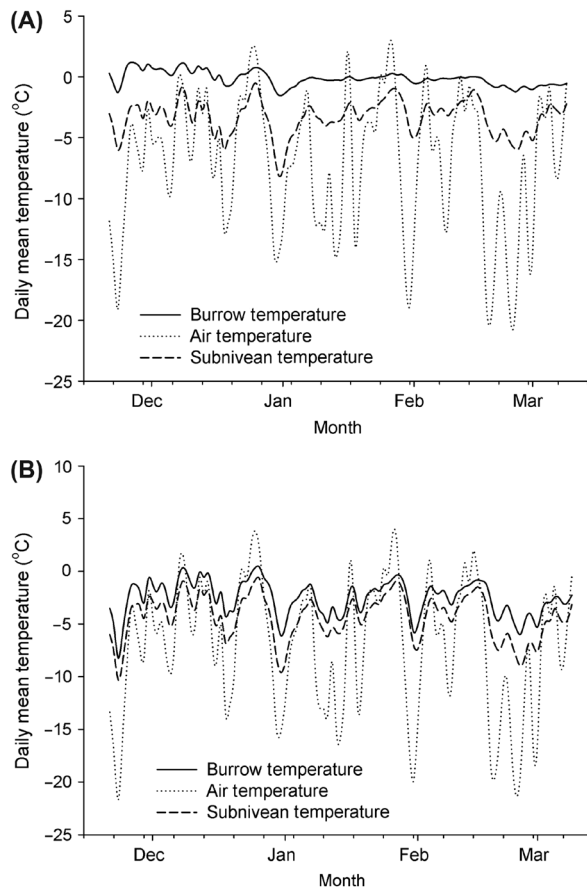 (A)
5
0
−5
−10
−15
−20
−25
Daily mean temperature (°C)
Burrow temperature
Air temperature
Subnivean temperature
Dec Jan Feb Mar
Month
(B)
10
5
0
−5
−10
−15
−20
−25
Daily mean temperature (°C)
Burrow temperature
Air temperature
Subnivean temperature
Dec Jan Feb Mar
Month